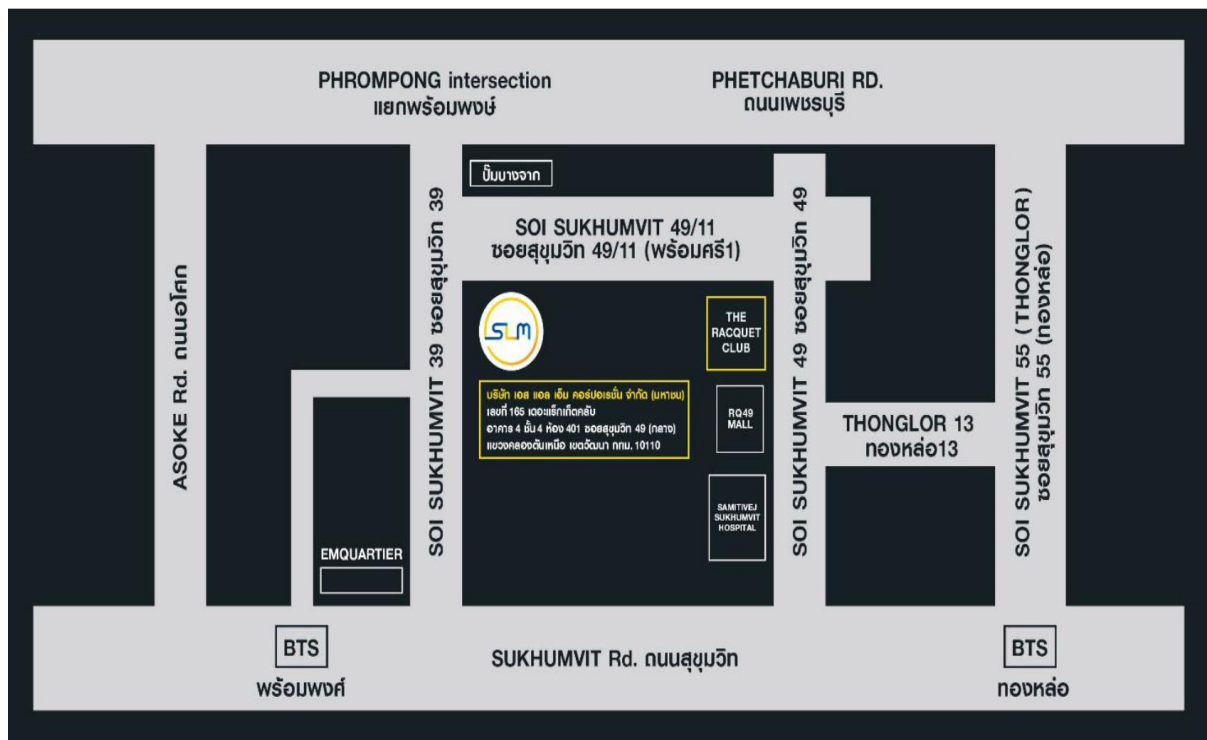 PHROMPONG intersection
แยกพร้อมพงษ์
PHETCHABURI RD.
ถนนเพชรบุรี
ปั๊มบางจาก
SOI SUKHUMVIT 49/11
ซอยสุขุมวิท 49/11 (พร้อมศรี1)
ASOKE Rd. ถนนอโศก
SOI SUKHUMVIT 39 ซอยสุขุมวิท 39
SOI SUKHUMVIT 49 ซอยสุขุมวิท 49
SOI SUKHUMVIT 55 (THONGLOR)
ซอยสุขุมวิท 55 (ทองหล่อ)
SLM
THE
RACQUET
CLUB
บริษัท เอส แอล เอ็ม คอร์ปอเรชั่น จำกัด (มหาชน)
เลขที่ 165 เดอะแร็กเก็ตคลับ
อาคาร 4 ชั้น 4 ห้อง 401 ซอยสุขุมวิท 49 (กลาง)
แขวงคลองตันเหนือ เขตวัฒนา กทม. 10110
RQ49
MALL
THONGLOR 13
ทองหล่อ13
SAMITIVEJ
SUKHUMVIT
HOSPITAL
EMQUARTIER
BTS
พร้อมพงศ์
SUKHUMVIT Rd. ถนนสุขุมวิท
BTS
ทองหล่อ